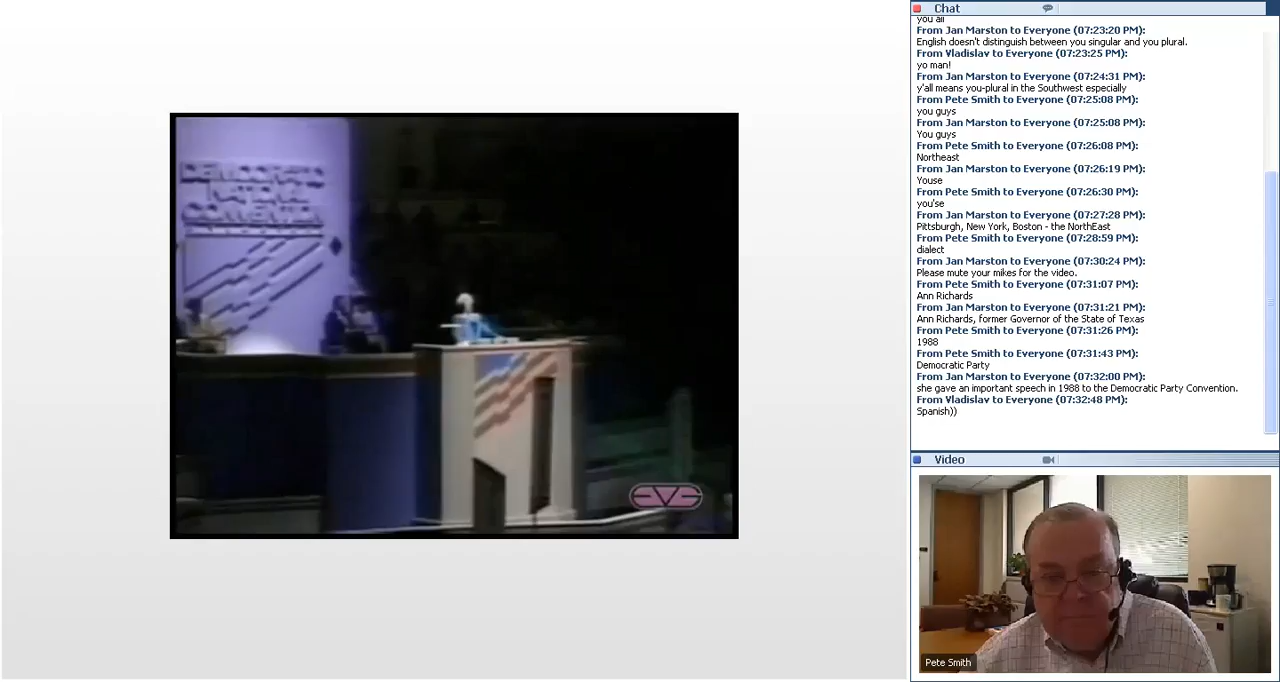 DEMOCRATIC
NATIONAL
CONVENTION
Chat
you all
From Jan Marston to Everyone (07:23:20 PM):
English doesn't distinguish between you singular and you plural.
From Vladislav to Everyone (07:23:25 PM):
yo man!
From Jan Marston to Everyone (07:24:31 PM):
y'all means you-plural in the Southwest especially
From Pete Smith to Everyone (07:25:08 PM):
you guys
From Jan Marston to Everyone (07:25:08 PM):
You guys
From Pete Smith to Everyone (07:26:08 PM):
Northeast
From Jan Marston to Everyone (07:26:19 PM):
Youse
From Pete Smith to Everyone (07:26:30 PM):
you'se
From Jan Marston to Everyone (07:27:28 PM):
Pittsburgh, New York, Boston - the NorthEast
From Pete Smith to Everyone (07:28:59 PM):
dialect
From Jan Marston to Everyone (07:30:24 PM):
Please mute your mikes for the video.
From Pete Smith to Everyone (07:31:07 PM):
Ann Richards
From Jan Marston to Everyone (07:31:21 PM):
Ann Richards, former Governor of the State of Texas
From Pete Smith to Everyone (07:31:26 PM):
1988
From Pete Smith to Everyone (07:31:43 PM):
Democratic Party
From Jan Marston to Everyone (07:32:00 PM):
she gave an important speech in 1988 to the Democratic Party Convention.
From Vladislav to Everyone (07:32:48 PM):
Spanish))
Video
Pete Smith